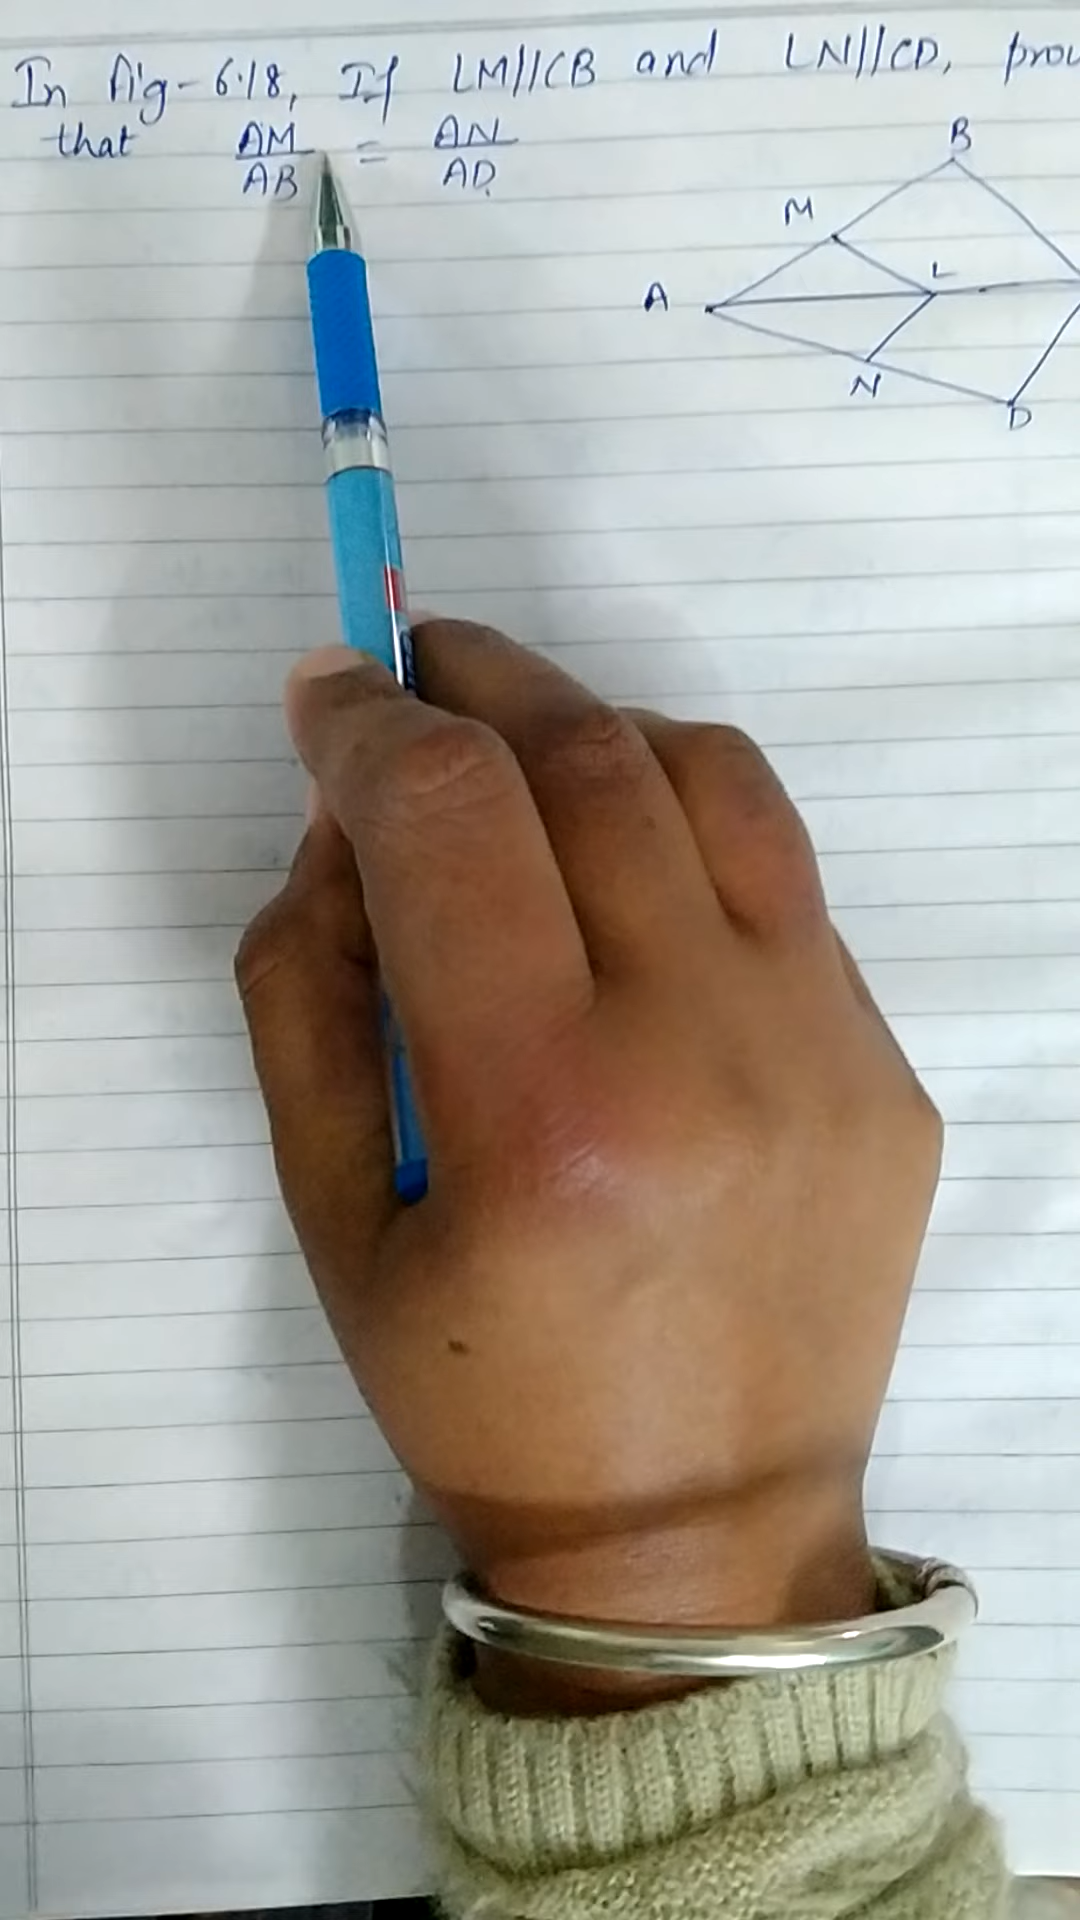 In fig-6.18, If LM//CB and LN//CD, prov
that AM/AB = AN/AD
B
M
L
A
N
D